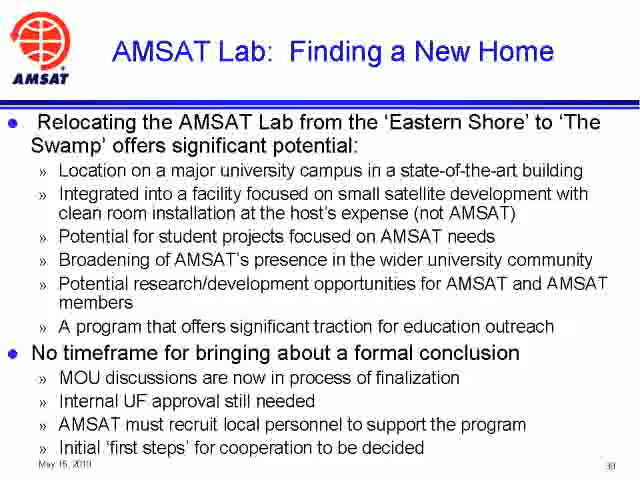 AMSAT
AMSAT Lab: Finding a New Home
● Relocating the AMSAT Lab from the ‘Eastern Shore’ to ‘The
Swamp’ offers significant potential:
» Location on a major university campus in a state-of-the-art building
» Integrated into a facility focused on small satellite development with
clean room installation at the host’s expense (not AMSAT)
» Potential for student projects focused on AMSAT needs
» Broadening of AMSAT’s presence in the wider university community
» Potential research/development opportunities for AMSAT and AMSAT
members
» A program that offers significant traction for education outreach
● No timeframe for bringing about a formal conclusion
» MOU discussions are now in process of finalization
» Internal UF approval still needed
» AMSAT must recruit local personnel to support the program
» Initial ‘first steps’ for cooperation to be decided
May 15, 2010